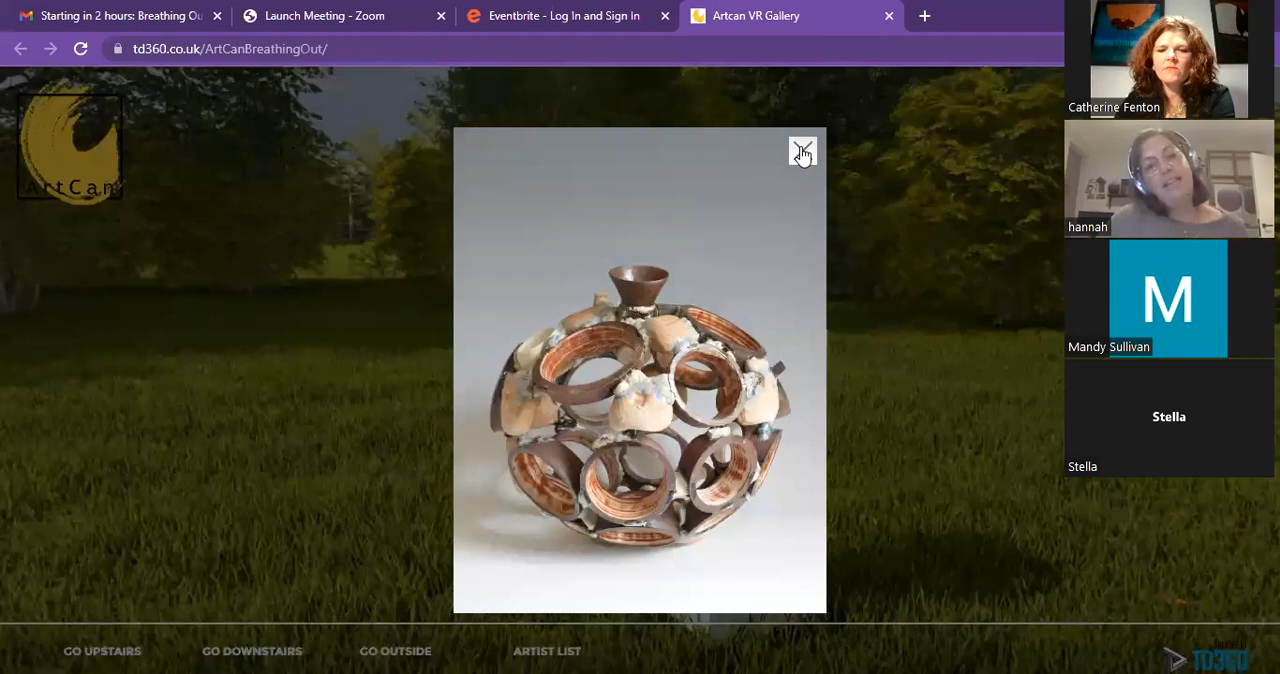 Starting in 2 hours: Breathing Ou
Launch Meeting - Zoom
Eventbrite - Log In and Sign In
Artcan VR Gallery
td360.co.uk/ArtCanBreathingOut/
ArtCan
Catherine Fenton
hannah
M
Mandy Sullivan
Stella
Stella
GO UPSTAIRS
GO DOWNSTAIRS
GO OUTSIDE
ARTIST LIST
TD360